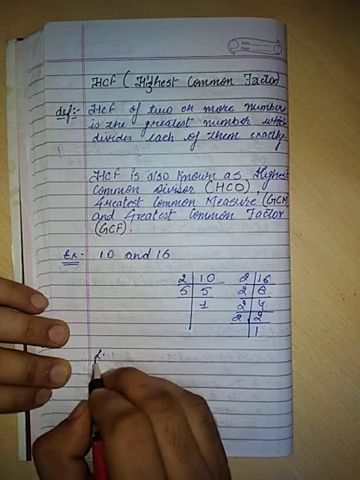 HCF (Highest Common Factor)
def:- HCF of two or more numbers
is the greatest number which
divides each of them exactly.
HCF is also known as, Highest
Common Divisor (HCD),
Greatest Common Measure (GCM)
and Greatest Common Factor
(GCF).
Ex:- 10 and 16
2 | 10 2 | 16
5 | 5 2 | 8
1 2 | 4
2 | 2
1